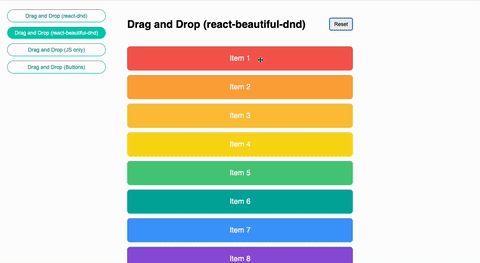 Drag and Drop (react-dnd)
Drag and Drop (react-beautiful-dnd)
Drag and Drop (JS only)
Drag and Drop (Buttons)
Drag and Drop (react-beautiful-dnd)
Reset
Item 1
Item 2
Item 3
Item 4
Item 5
Item 6
Item 7
Item 8